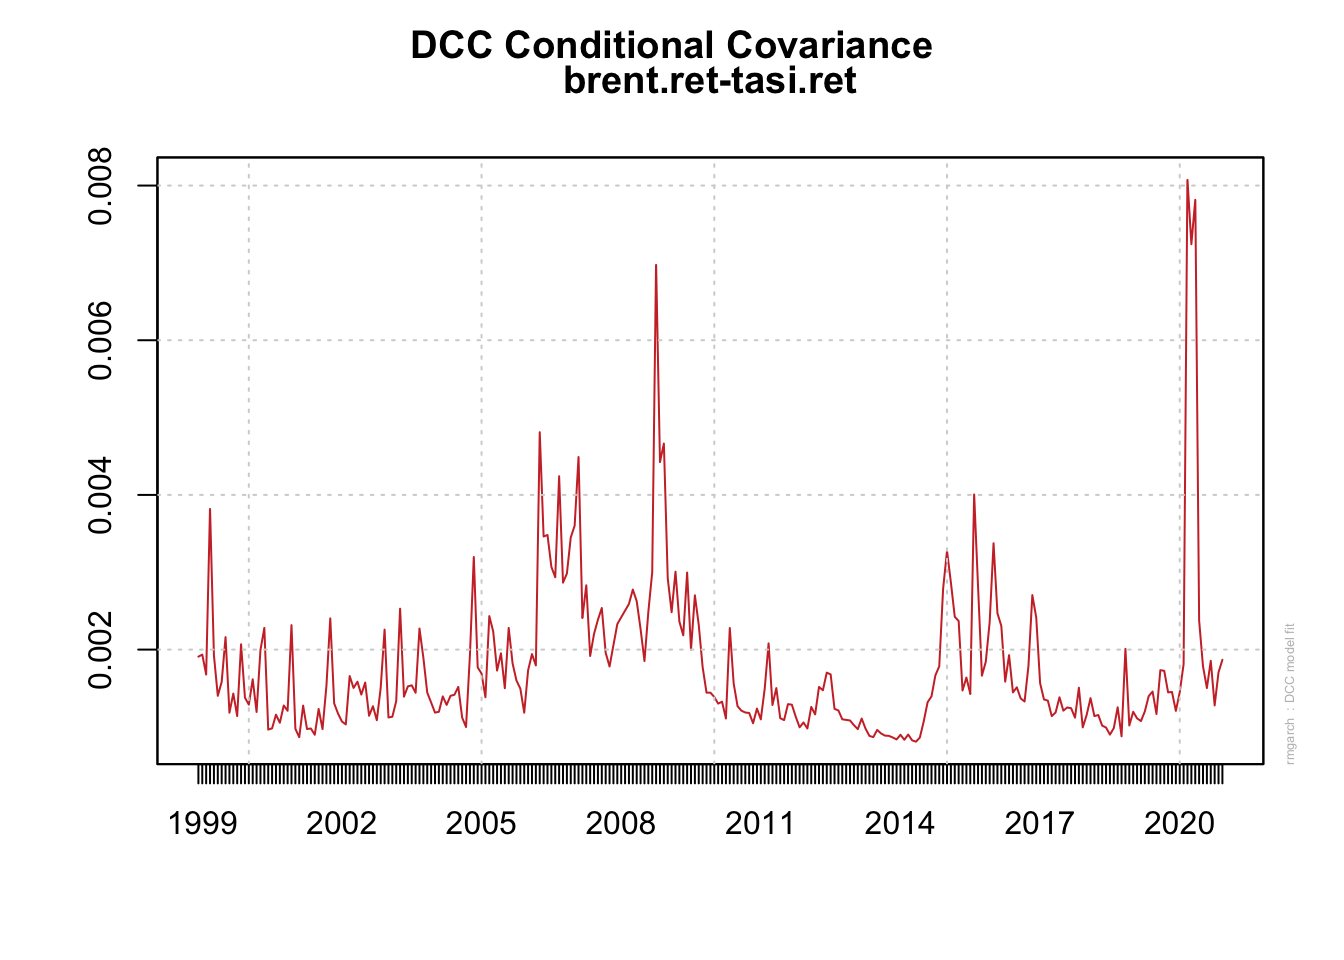 DCC Conditional Covariance
brent.ret-tasi.ret
0.008
0.006
0.004
0.002
1999 2002 2005 2008 2011 2014 2017 2020
rmgarch : DCC model fit